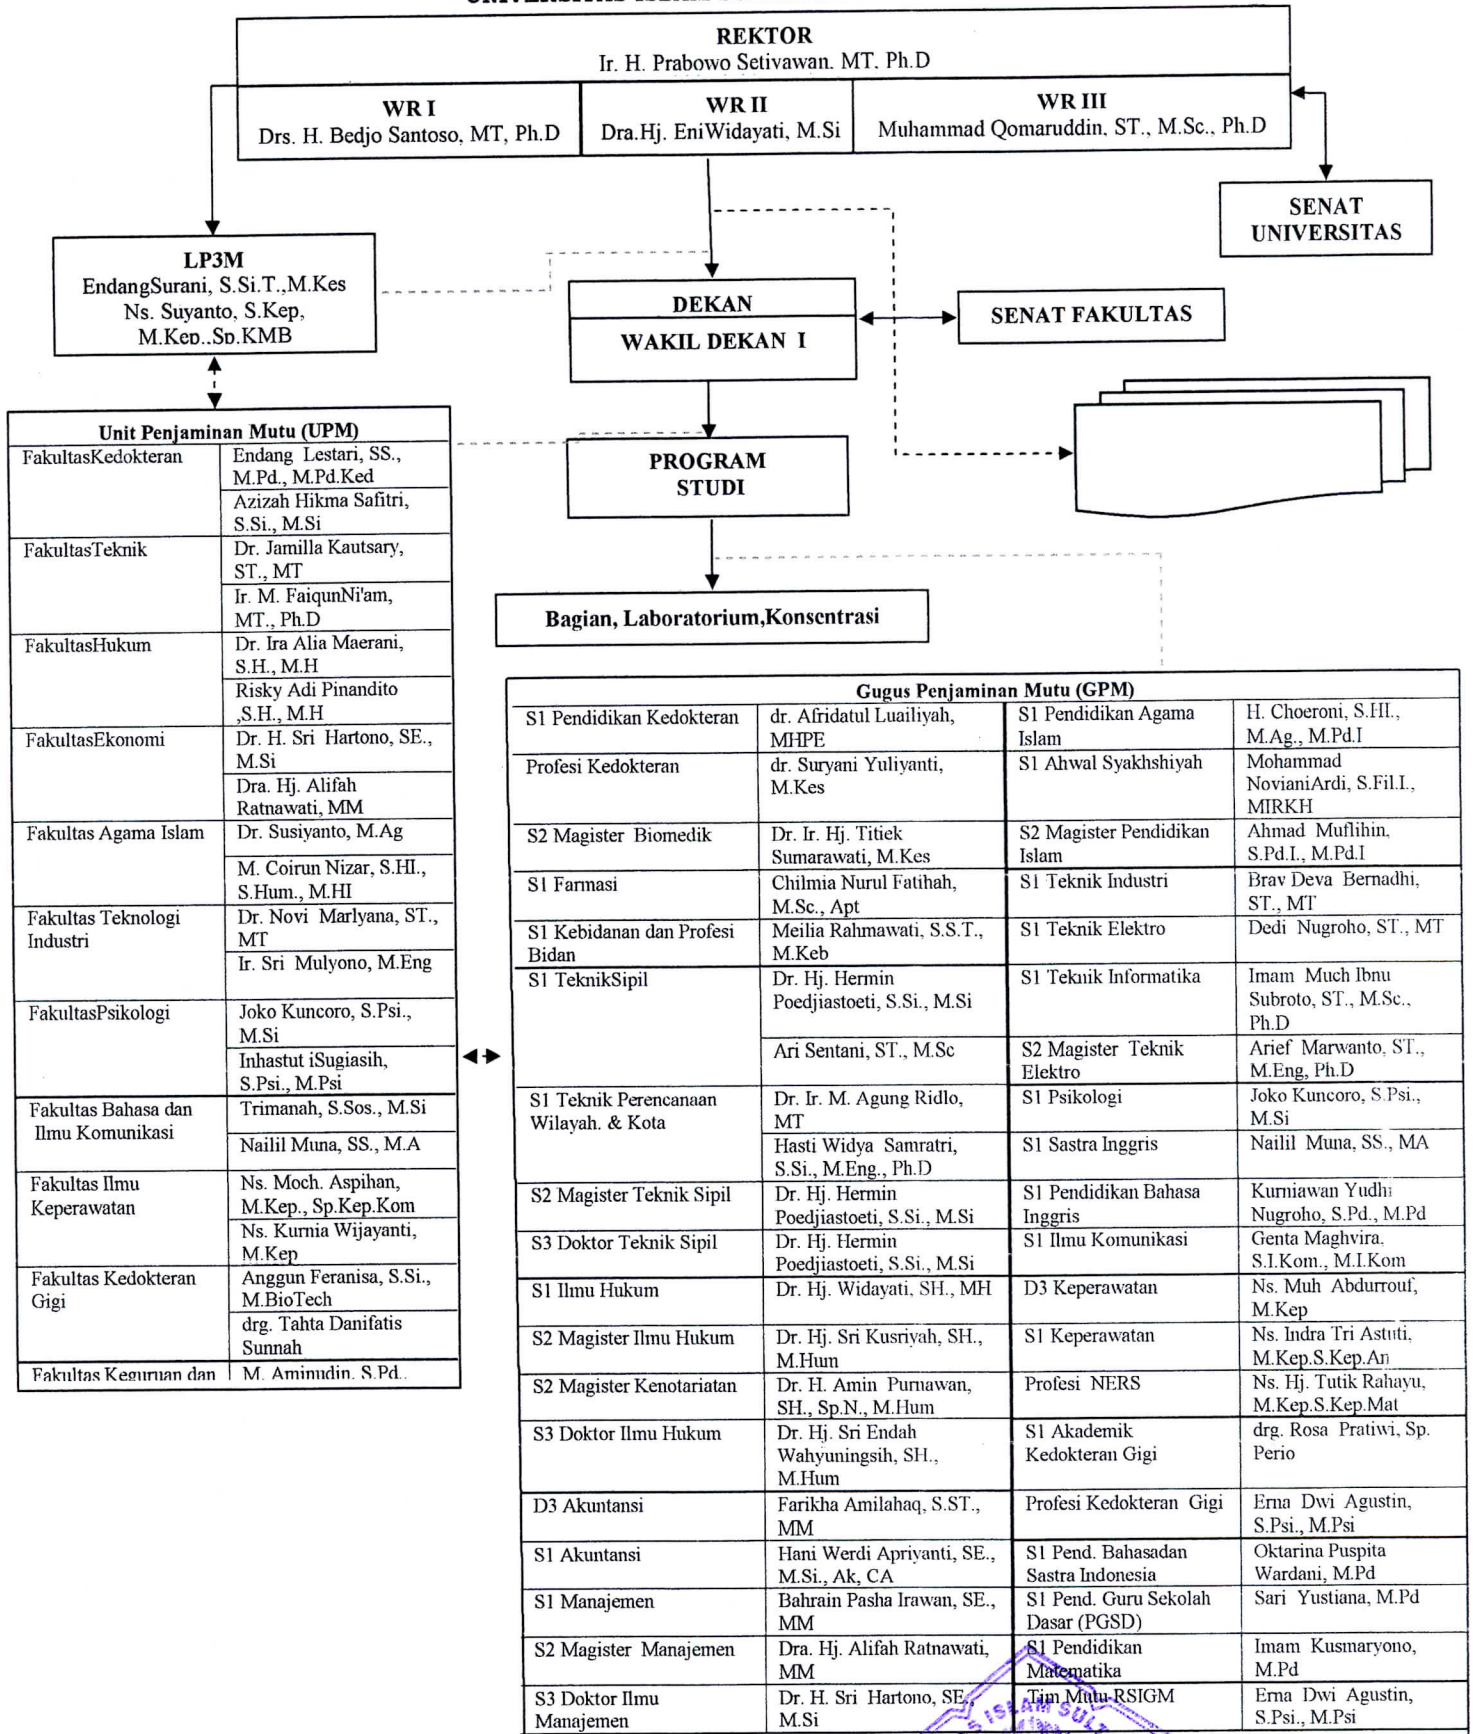 REKTOR
Ir. H. Prabowo Setivawan. MT. Ph.D
WR I
Drs. H. Bedjo Santoso, MT, Ph.D
WR II
Dra.Hj. EniWidayati, M.Si
WR III
Muhammad Qomaruddin, ST., M.Sc., Ph.D
SENAT
UNIVERSITAS
LP3M
EndangSurani, S.Si.T.,M.Kes
Ns. Suyanto, S.Kep,
M.Kep..Sp.KMB
DEKAN
WAKIL DEKAN I
SENAT FAKULTAS
PROGRAM
STUDI
Bagian, Laboratorium,Konsentrasi
Unit Penjaminan Mutu (UPM)
FakultasKedokteran
Endang Lestari, SS.,
M.Pd., M.Pd.Ked
Azizah Hikma Safitri,
S.Si., M.Si
FakultasTeknik
Dr. Jamilla Kautsary,
ST., MT
Ir. M. FaiqunNi'am,
MT., Ph.D
FakultasHukum
Dr. Ira Alia Maerani,
S.H., M.H
Risky Adi Pinandito
,S.H., M.H
FakultasEkonomi
Dr. H. Sri Hartono, SE.,
M.Si
Dra. Hj. Alifah
Ratnawati, MM
Fakultas Agama Islam
Dr. Susiyanto, M.Ag
M. Coirun Nizar, S.HI.,
S.Hum., M.HI
Fakultas Teknologi
Industri
Dr. Novi Marlyana, ST.,
MT
Ir. Sri Mulyono, M.Eng
FakultasPsikologi
Joko Kuncoro, S.Psi.,
M.Si
Inhastut iSugiasih,
S.Psi., M.Psi
Fakultas Bahasa dan
Ilmu Komunikasi
Trimanah, S.Sos., M.Si
Nailil Muna, SS., M.A
Fakultas Ilmu
Keperawatan
Ns. Moch. Aspihan,
M.Kep., Sp.Kep.Kom
Ns. Kurnia Wijayanti,
M.Kep
Fakultas Kedokteran
Gigi
Anggun Feranisa, S.Si.,
M.BioTech
drg. Tahta Danifatis
Sunnah
Fakultas Keguruan dan
M. Aminudin, S.Pd.,
Gugus Penjaminan Mutu (GPM)
S1 Pendidikan Kedokteran
dr. Afridatul Luailiyah,
MHPE
S1 Pendidikan Agama
Islam
H. Choeroni, S.HI.,
M.Ag., M.Pd.I
Profesi Kedokteran
dr. Suryani Yuliyanti,
M.Kes
S1 Ahwal Syakhshiyah
Mohammad
NovianiArdi, S.Fil.I.,
MIRKH
S2 Magister Biomedik
Dr. Ir. Hj. Titiek
Sumarawati, M.Kes
S2 Magister Pendidikan
Islam
Ahmad Muflihin,
S.Pd.I., M.Pd.I
S1 Farmasi
Chilmia Nurul Fatihah,
M.Sc., Apt
S1 Teknik Industri
Brav Deva Bernadhi,
ST., MT
S1 Kebidanan dan Profesi
Bidan
Meilia Rahmawati, S.S.T.,
M.Keb
S1 Teknik Elektro
Dedi Nugroho, ST., MT
S1 TeknikSipil
Dr. Hj. Hermin
Poedjiastoeti, S.Si., M.Si
S1 Teknik Informatika
Imam Much Ibnu
Subroto, ST., M.Sc.,
Ph.D
Ari Sentani, ST., M.Sc
S2 Magister Teknik
Elektro
Arief Marwanto, ST.,
M.Eng, Ph.D
S1 Teknik Perencanaan
Wilayah. & Kota
Dr. Ir. M. Agung Ridlo,
MT
S1 Psikologi
Joko Kuncoro, S.Psi.,
M.Si
Hasti Widya Samratri,
S.Si., M.Eng., Ph.D
S1 Sastra Inggris
Nailil Muna, SS., MA
S2 Magister Teknik Sipil
Dr. Hj. Hermin
Poedjiastoeti, S.Si., M.Si
S1 Pendidikan Bahasa
Inggris
Kurniawan Yudhi
Nugroho, S.Pd., M.Pd
S3 Doktor Teknik Sipil
Dr. Hj. Hermin
Poedjiastoeti, S.Si., M.Si
S1 Ilmu Komunikasi
Genta Maghvira,
S.I.Kom., M.I.Kom
S1 Ilmu Hukum
Dr. Hj. Widayati, SH., MH
D3 Keperawatan
Ns. Muh Abdurrouf,
M.Kep
S2 Magister Ilmu Hukum
Dr. Hj. Sri Kusriyah, SH.,
M.Hum
S1 Keperawatan
Ns. Indra Tri Astuti,
M.Kep.S.Kep.An
S2 Magister Kenotariatan
Dr. H. Amin Purnawan,
SH., Sp.N., M.Hum
Profesi NERS
Ns. Hj. Tutik Rahayu,
M.Kep.S.Kep.Mat
S3 Doktor Ilmu Hukum
Dr. Hj. Sri Endah
Wahyuningsih, SH.,
M.Hum
S1 Akademik
Kedokteran Gigi
drg. Rosa Pratiwi, Sp.
Perio
D3 Akuntansi
Farikha Amilahaq, S.ST.,
MM
Profesi Kedokteran Gigi
Erna Dwi Agustin,
S.Psi., M.Psi
S1 Akuntansi
Hani Werdi Apriyanti, SE.,
M.Si., Ak, CA
S1 Pend. Bahasadan
Sastra Indonesia
Oktarina Puspita
Wardani, M.Pd
S1 Manajemen
Bahrain Pasha Irawan, SE.,
MM
S1 Pend. Guru Sekolah
Dasar (PGSD)
Sari Yustiana, M.Pd
S2 Magister Manajemen
Dra. Hj. Alifah Ratnawati,
MM
S1 Pendidikan
Matematika
Imam Kusmaryono,
M.Pd
S3 Doktor Ilmu
Manajemen
Dr. H. Sri Hartono, SE.,
M.Si
Tim Mutu RSIGM
Erna Dwi Agustin,
S.Psi., M.Psi
ISLAM SUL